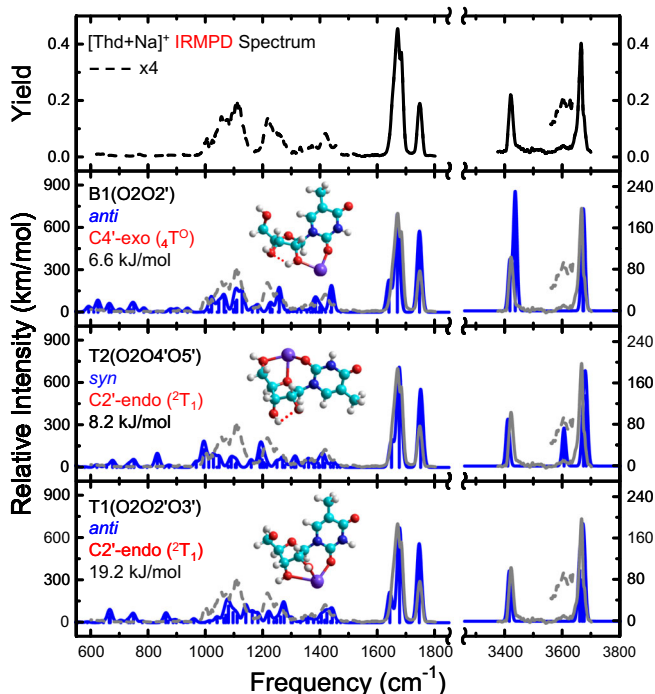 [Thd+Na]⁺ IRMPD Spectrum
--- x4
Yield
0.4
0.2
0.0
0.4
0.2
0.0
B1(O2O2')
anti
C4'-exo (₄Tᴼ)
6.6 kJ/mol
900
600
300
0
240
160
80
0
T2(O2O4'O5')
syn
C2'-endo (²T₁)
8.2 kJ/mol
900
600
300
0
240
160
80
0
T1(O2O2'O3')
anti
C2'-endo (²T₁)
19.2 kJ/mol
900
600
300
0
240
160
80
0
Relative Intensity (km/mol)
600 800 1000 1200 1400 1600 1800 3400 3600 3800
Frequency (cm⁻¹)